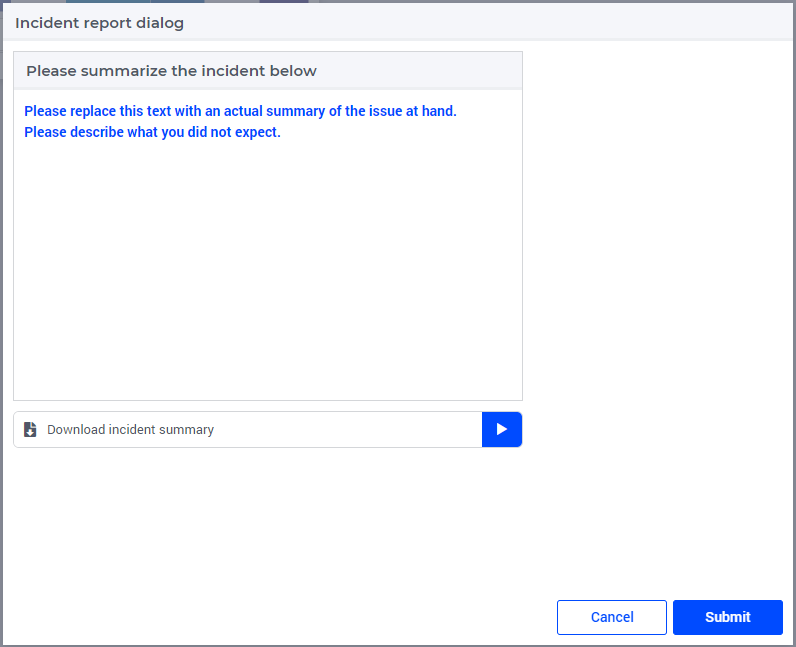 Incident report dialog
Please summarize the incident below
Please replace this text with an actual summary of the issue at hand.
Please describe what you did not expect.
Download incident summary
Cancel
Submit